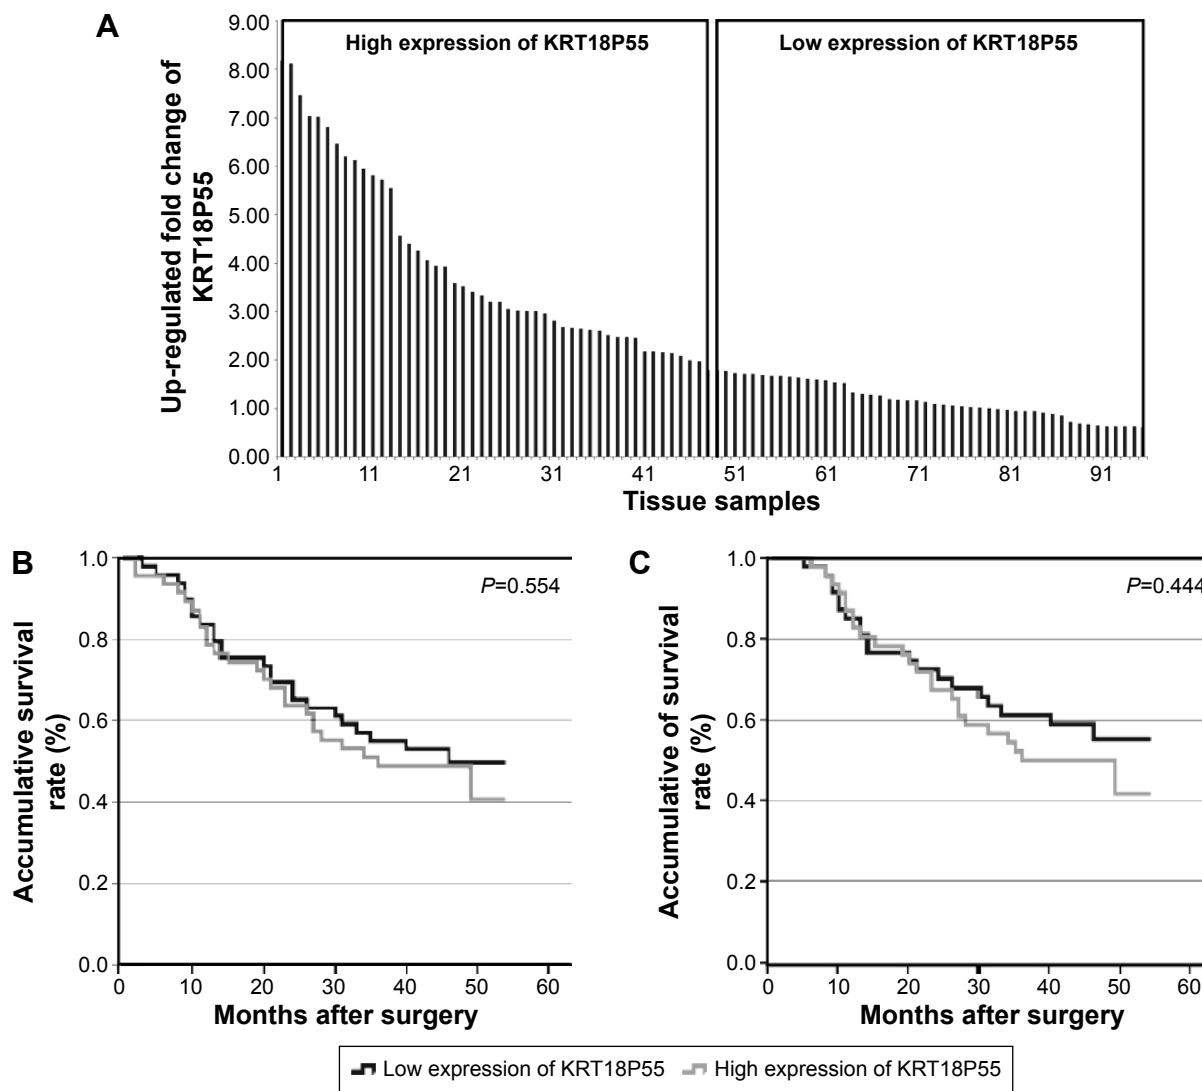 A
Up-regulated fold change of
KRT18P55
9.00
8.00
7.00
6.00
5.00
4.00
3.00
2.00
1.00
0.00
High expression of KRT18P55
Low expression of KRT18P55
1 11 21 31 41 51 61 71 81 91
Tissue samples
B
Accumulative survival
rate (%)
1.0
0.8
0.6
0.4
0.2
0.0
P=0.554
0 10 20 30 40 50 60
Months after surgery
C
Accumulative of survival
rate (%)
1.0
0.8
0.6
0.4
0.2
0.0
P=0.444
0 10 20 30 40 50 60
Months after surgery
Low expression of KRT18P55 High expression of KRT18P55